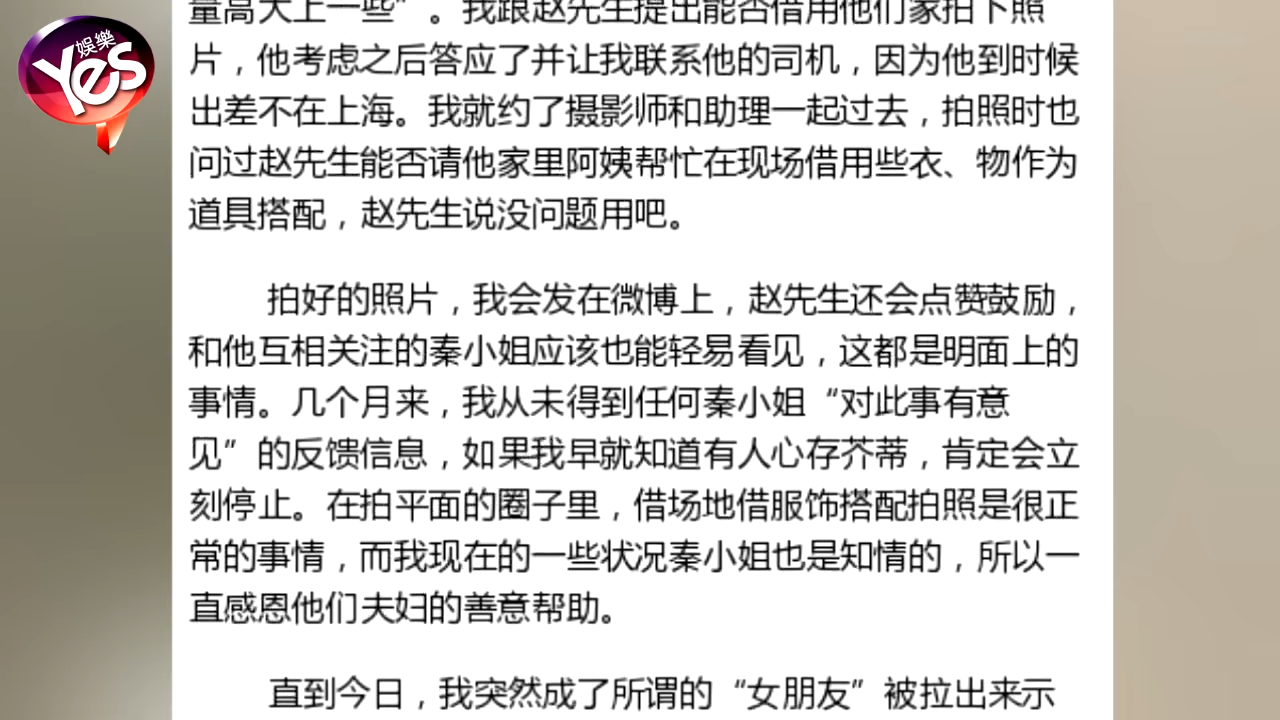 娱樂
Yes
量高大上一些”。我跟赵先生提出能否借用他们家拍下照
片，他考虑之后答应了并让我联系他的司机，因为他到时候
出差不在上海。我就约了摄影师和助理一起过去，拍照时也
问过赵先生能否请他家里阿姨帮忙在现场借用些衣、物作为
道具搭配，赵先生说没问题用吧。
拍好的照片，我会发在微博上，赵先生还会点赞鼓励，
和他互相关注的秦小姐应该也能轻易看见，这都是明面上的
事情。几个月来，我从未得到任何秦小姐“对此事有意
见”的反馈信息，如果我早就知道有人心存芥蒂，肯定会立
刻停止。在拍平面的圈子里，借场地借服饰搭配拍照是很正
常的事情，而我现在的一些状况秦小姐也是知情的，所以一
直感恩他们夫妇的善意帮助。
直到今日，我突然成了所谓的“女朋友”被拉出来示